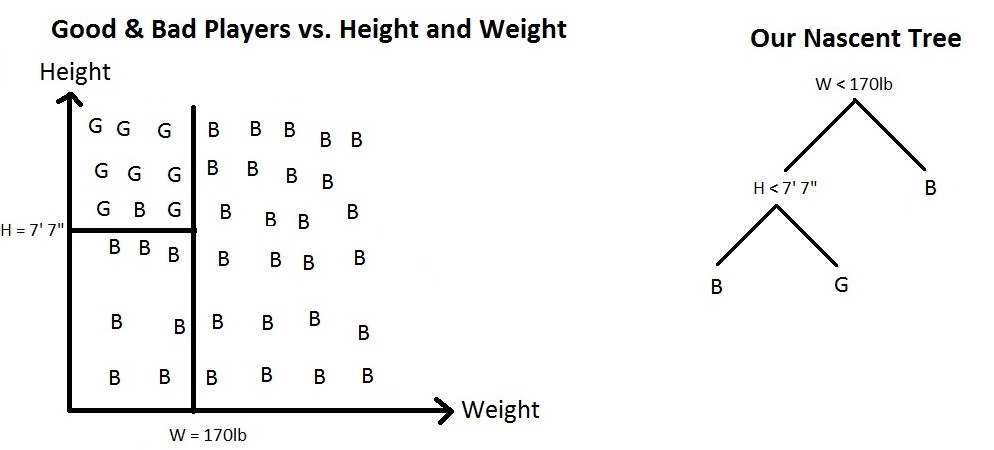 Good & Bad Players vs. Height and Weight
Our Nascent Tree
Height
G G G B B B B B
G G G B B B B
G B G B B B B
H = 7' 7"
B B B B B B B
B B B B B B
B B B B B B
Weight
W = 170lb
W < 170lb
H < 7' 7"
B
B
G